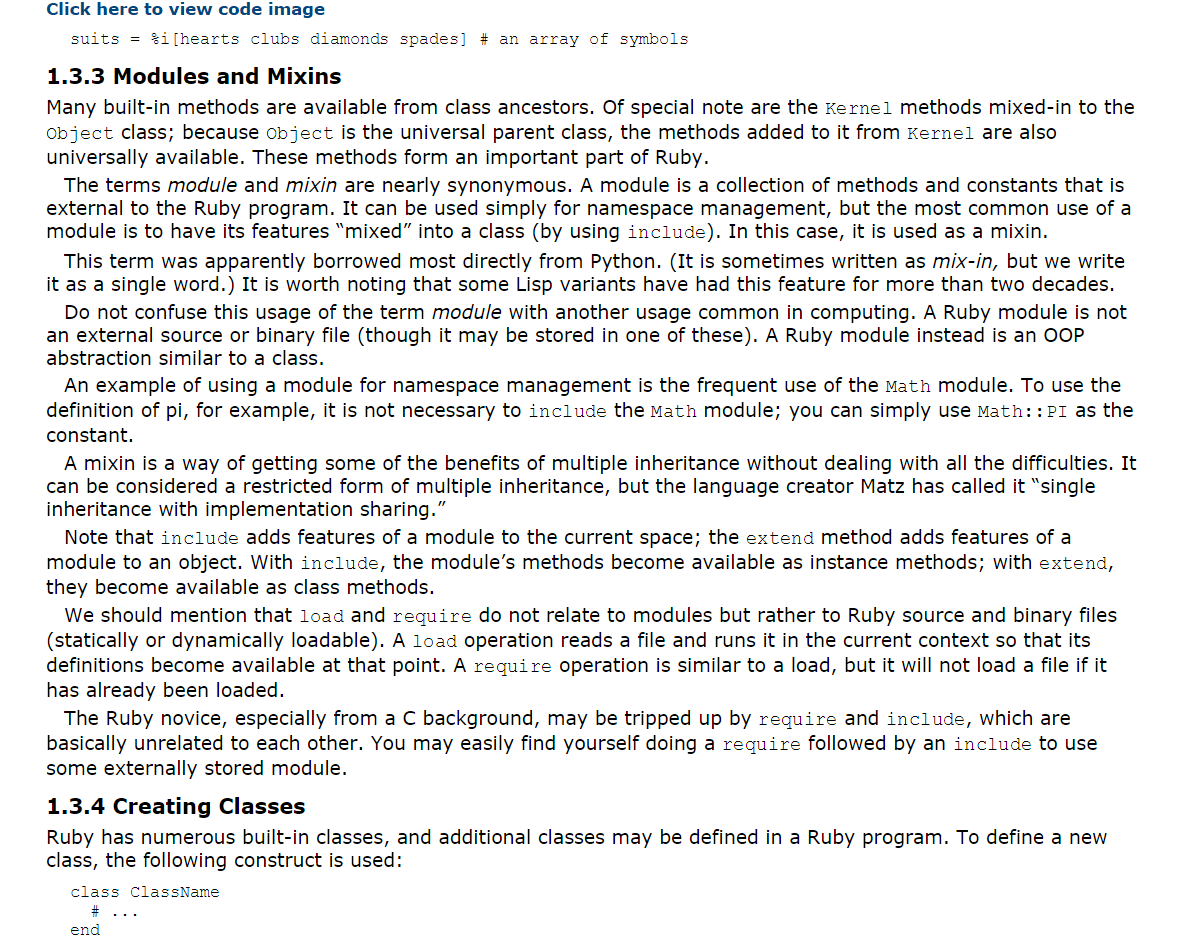 Click here to view code image
suits = %i[hearts clubs diamonds spades] # an array of symbols
1.3.3 Modules and Mixins
Many built-in methods are available from class ancestors. Of special note are the Kernel methods mixed-in to the
Object class; because Object is the universal parent class, the methods added to it from Kernel are also
universally available. These methods form an important part of Ruby.
The terms module and mixin are nearly synonymous. A module is a collection of methods and constants that is
external to the Ruby program. It can be used simply for namespace management, but the most common use of a
module is to have its features “mixed” into a class (by using include). In this case, it is used as a mixin.
This term was apparently borrowed most directly from Python. (It is sometimes written as mix-in, but we write
it as a single word.) It is worth noting that some Lisp variants have had this feature for more than two decades.
Do not confuse this usage of the term module with another usage common in computing. A Ruby module is not
an external source or binary file (though it may be stored in one of these). A Ruby module instead is an OOP
abstraction similar to a class.
An example of using a module for namespace management is the frequent use of the Math module. To use the
definition of pi, for example, it is not necessary to include the Math module; you can simply use Math::PI as the
constant.
A mixin is a way of getting some of the benefits of multiple inheritance without dealing with all the difficulties. It
can be considered a restricted form of multiple inheritance, but the language creator Matz has called it “single
inheritance with implementation sharing.”
Note that include adds features of a module to the current space; the extend method adds features of a
module to an object. With include, the module’s methods become available as instance methods; with extend,
they become available as class methods.
We should mention that load and require do not relate to modules but rather to Ruby source and binary files
(statically or dynamically loadable). A load operation reads a file and runs it in the current context so that its
definitions become available at that point. A require operation is similar to a load, but it will not load a file if it
has already been loaded.
The Ruby novice, especially from a C background, may be tripped up by require and include, which are
basically unrelated to each other. You may easily find yourself doing a require followed by an include to use
some externally stored module.
1.3.4 Creating Classes
Ruby has numerous built-in classes, and additional classes may be defined in a Ruby program. To define a new
class, the following construct is used:
class ClassName
# ...
end